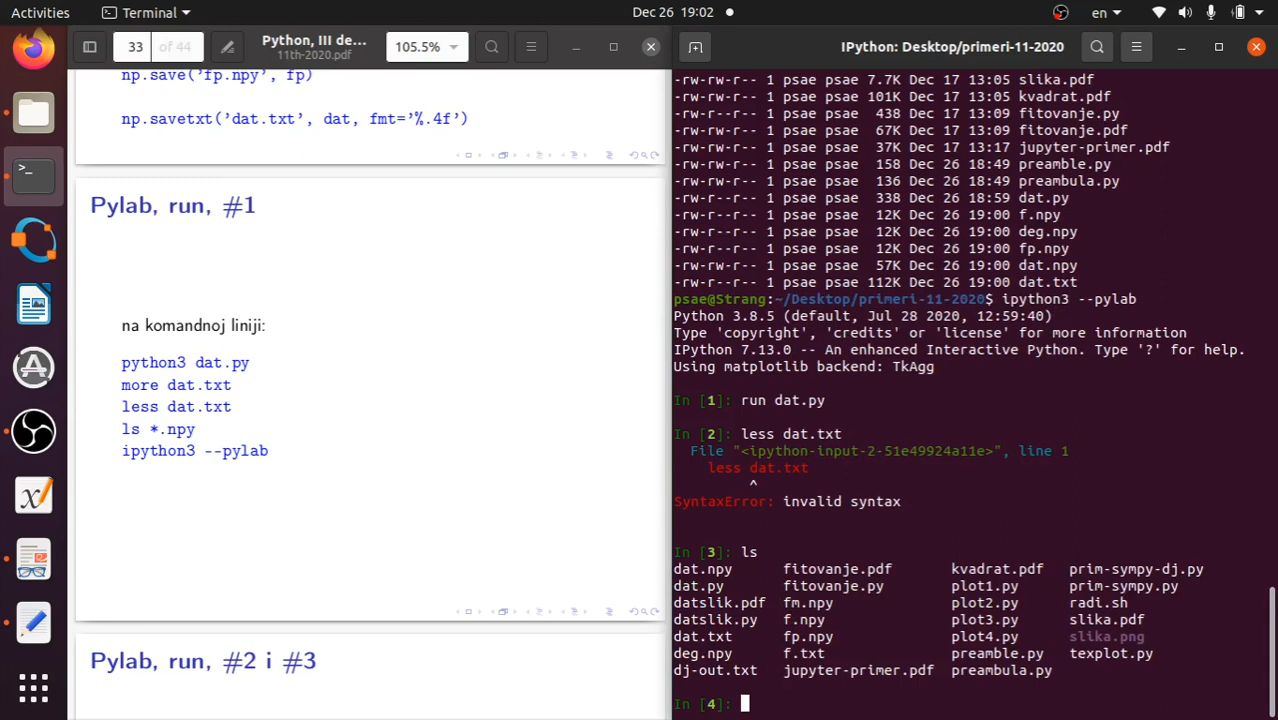 Activities
Terminal
Dec 26 19:02
en
33 of 44
Python, III de...
11th-2020.pdf
105.5%
np.save('fp.npy', fp)
np.savetxt('dat.txt', dat, fmt='%.4f')
Pylab, run, #1
na komandnoj liniji:
python3 dat.py
more dat.txt
less dat.txt
ls *.npy
ipython3 --pylab
Pylab, run, #2 i #3
IPython: Desktop/primeri-11-2020
-rw-rw-r-- 1 psae psae 7.7K Dec 17 13:05 slika.pdf
-rw-rw-r-- 1 psae psae 101K Dec 17 13:05 kvadrat.pdf
-rw-rw-r-- 1 psae psae  438 Dec 17 13:09 fitovanje.py
-rw-rw-r-- 1 psae psae  67K Dec 17 13:09 fitovanje.pdf
-rw-rw-r-- 1 psae psae  37K Dec 17 13:17 jupyter-primer.pdf
-rw-rw-r-- 1 psae psae  158 Dec 26 18:49 preamble.py
-rw-rw-r-- 1 psae psae  136 Dec 26 18:49 preambula.py
-rw-rw-r-- 1 psae psae  338 Dec 26 18:59 dat.py
-rw-rw-r-- 1 psae psae  12K Dec 26 19:00 f.npy
-rw-rw-r-- 1 psae psae  12K Dec 26 19:00 deg.npy
-rw-rw-r-- 1 psae psae  12K Dec 26 19:00 fp.npy
-rw-rw-r-- 1 psae psae  57K Dec 26 19:00 dat.npy
-rw-rw-r-- 1 psae psae 112K Dec 26 19:00 dat.txt
psae@Strang:~/Desktop/primeri-11-2020$ ipython3 --pylab
Python 3.8.5 (default, Jul 28 2020, 12:59:40)
Type 'copyright', 'credits' or 'license' for more information
IPython 7.13.0 -- An enhanced Interactive Python. Type '?' for help.
Using matplotlib backend: TkAgg
In [1]: run dat.py
In [2]: less dat.txt
File "<ipython-input-2-51e49924a11e>", line 1
less dat.txt
^
SyntaxError: invalid syntax
In [3]: ls
dat.npy fitovanje.pdf kvadrat.pdf prim-sympy-dj.py
dat.py fitovanje.py plot1.py prim-sympy.py
datslik.pdf fm.npy plot2.py radi.sh
datslik.py f.npy plot3.py slika.pdf
dat.txt fp.npy plot4.py slika.png
deg.npy f.txt preamble.py texplot.py
dj-out.txt jupyter-primer.pdf preambula.py
In [4]: